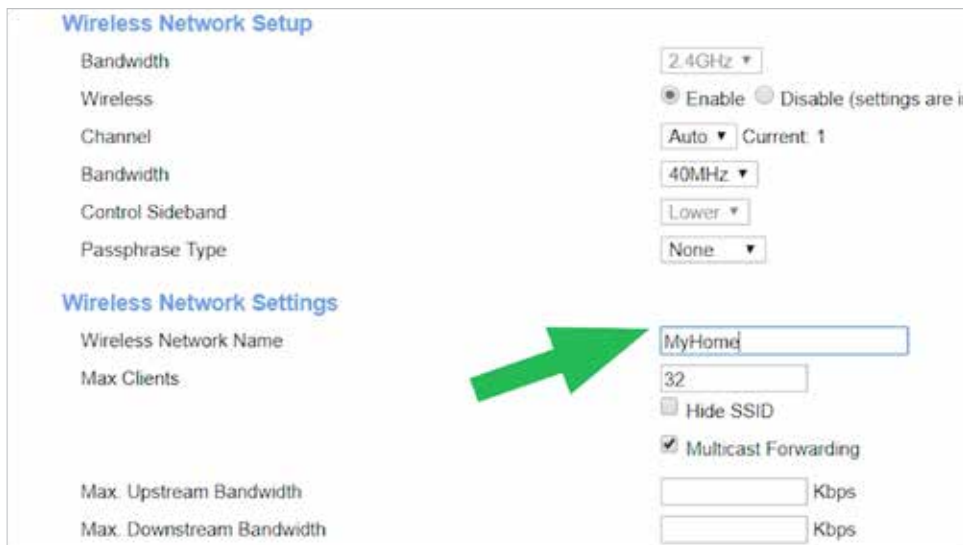 Wireless Network Setup
Bandwidth 2.4GHz
Wireless Enable Disable (settings are
Channel Auto Current: 1
Bandwidth 40MHz
Control Sideband Lower
Passphrase Type None
Wireless Network Settings
Wireless Network Name MyHome
Max Clients 32
Hide SSID
Multicast Forwarding
Max. Upstream Bandwidth Kbps
Max. Downstream Bandwidth Kbps